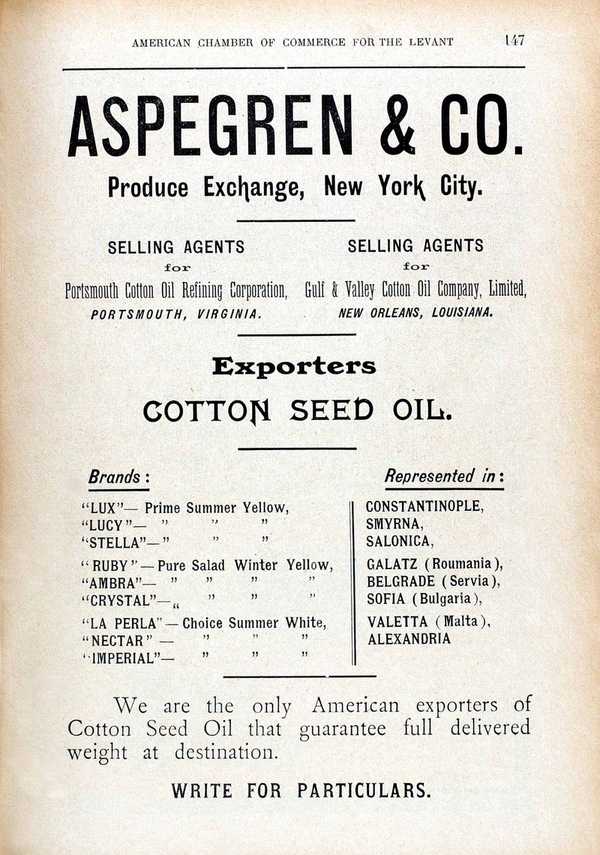 AMERICAN CHAMBER OF COMMERCE FOR THE LEVANT 147
ASPEGREN & CO.
Produce Exchange, New York City.
SELLING AGENTS
for
Portsmouth Cotton Oil Refining Corporation,
PORTSMOUTH, VIRGINIA.
SELLING AGENTS
for
Gulf & Valley Cotton Oil Company, Limited,
NEW ORLEANS, LOUISIANA.
Exporters
COTTON SEED OIL.
Brands:
"LUX"— Prime Summer Yellow,
"LUCY"— " " "
"STELLA"— " " "
"RUBY"— Pure Salad Winter Yellow,
"AMBRA"— " " " "
"CRYSTAL"— „ " " "
"LA PERLA"— Choice Summer White,
"NECTAR"— " " "
"IMPERIAL"— " " "
Represented in:
CONSTANTINOPLE,
SMYRNA,
SALONICA,
GALATZ (Roumania),
BELGRADE (Servia),
SOFIA (Bulgaria),
VALETTA (Malta),
ALEXANDRIA
We are the only American exporters of
Cotton Seed Oil that guarantee full delivered
weight at destination.
WRITE FOR PARTICULARS.